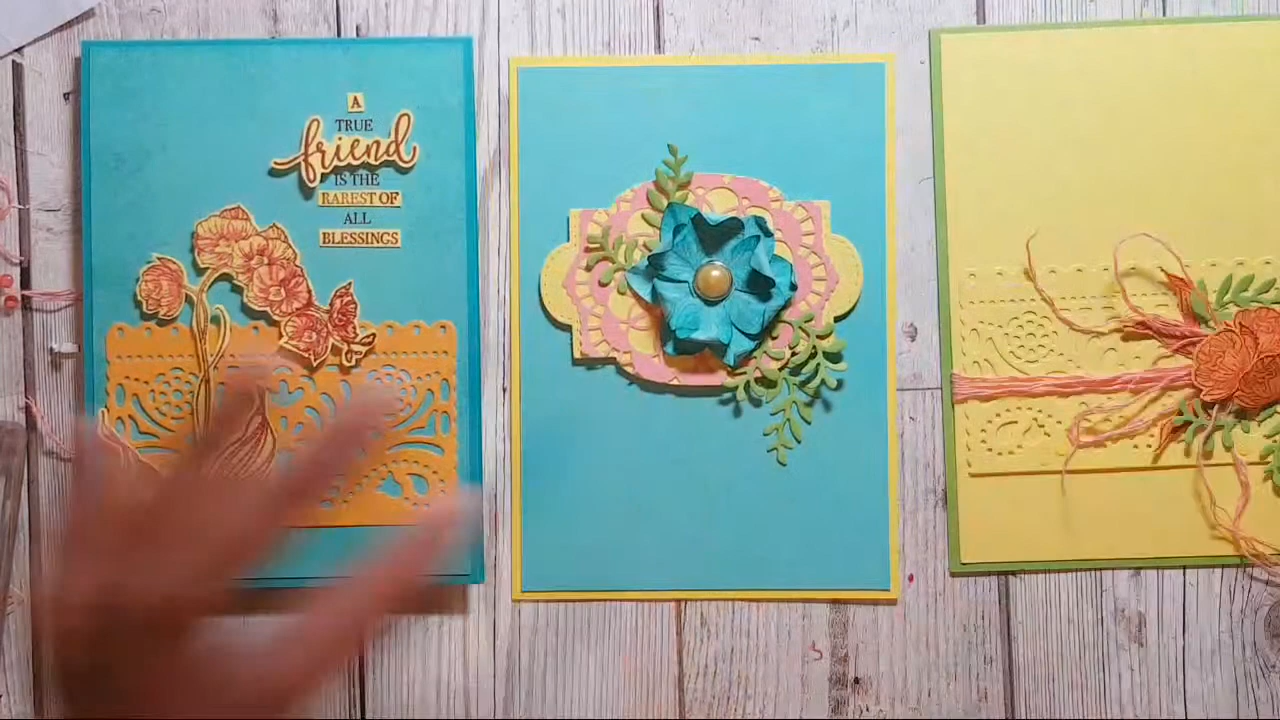 A
TRUE
friend
IS THE
RAREST OF
ALL
BLESSINGS